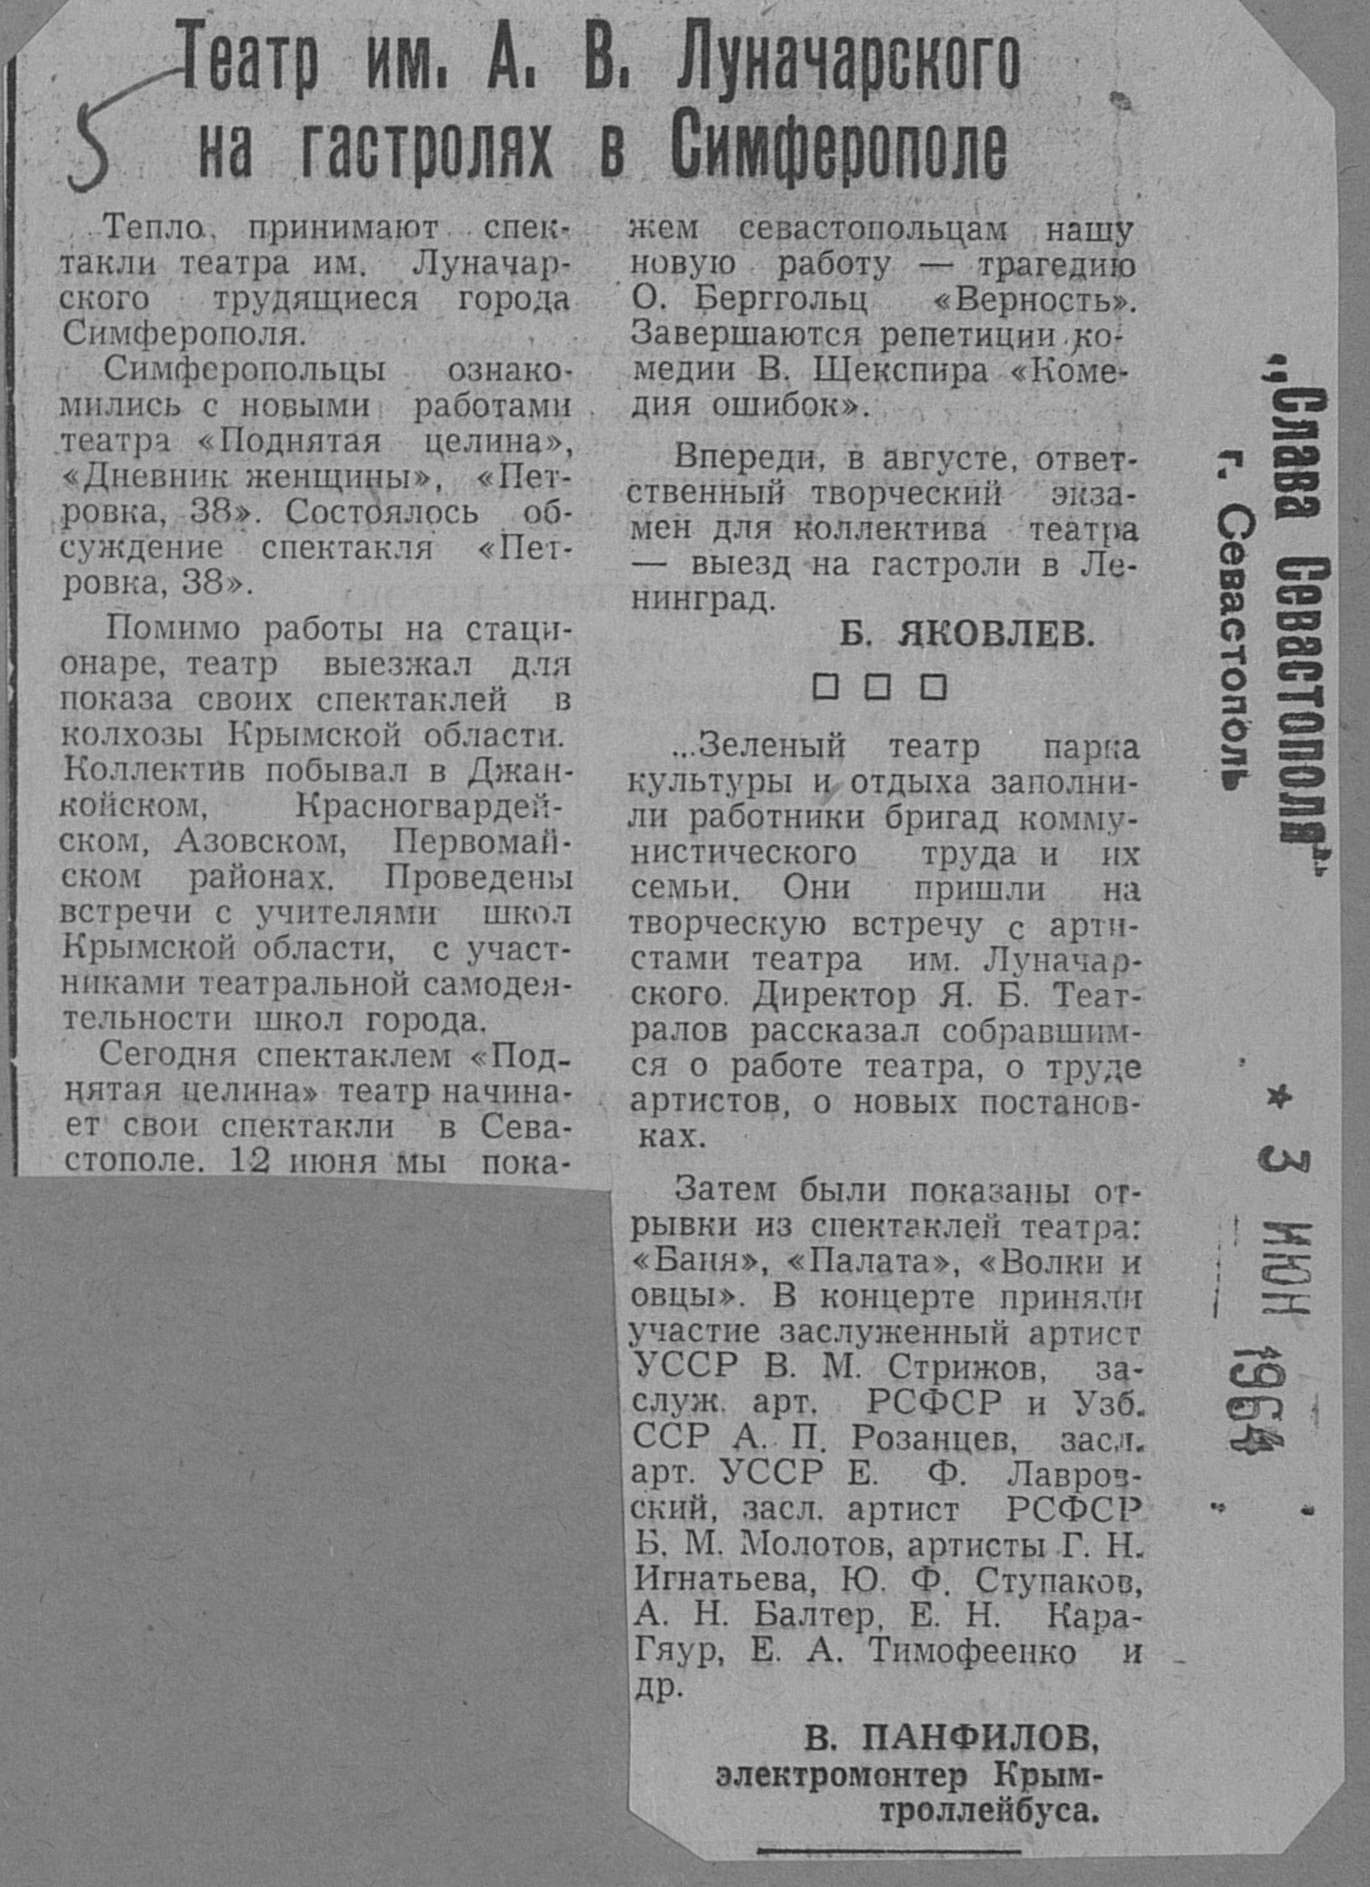 Театр им. А. В. Луначарского
на гастролях в Симферополе
5
Тепло принимают спек-
такли театра им. Луначар-
ского трудящиеся города
Симферополя.
Симферопольцы ознако-
мились с новыми работами
театра «Поднятая целина»,
«Дневник женщины», «Пет-
ровка, 38». Состоялось об-
суждение спектакля «Пет-
ровка, 38».
Помимо работы на стаци-
онаре, театр выезжал для
показа своих спектаклей в
колхозы Крымской области.
Коллектив побывал в Джан-
койском, Красногвардей-
ском, Азовском, Первомай-
ском районах. Проведены
встречи с учителями школ
Крымской области, с участ-
никами театральной самодея-
тельности школ города.
Сегодня спектаклем «Под-
нятая целина» театр начина-
ет свои спектакли в Сева-
стополе. 12 июня мы пока-
жем севастопольцам нашу
новую работу — трагедию
О. Берггольц «Верность».
Завершаются репетиции ко-
медии В. Шекспира «Коме-
дия ошибок».
Впереди, в августе, ответ-
ственный творческий экза-
мен для коллектива театра
— выезд на гастроли в Ле-
нинград.
Б. ЯКОВЛЕВ.
...Зеленый театр парка
культуры и отдыха заполни-
ли работники бригад комму-
нистического труда и их
семьи. Они пришли на
творческую встречу с арти-
стами театра им. Луначар-
ского. Директор Я. Б. Теат-
ралов рассказал собравшим-
ся о работе театра, о труде
артистов, о новых постанов-
ках.
Затем были показаны от-
рывки из спектаклей театра:
«Баня», «Палата», «Волки и
овцы». В концерте приняли
участие заслуженный артист
УССР В. М. Стрижов, за-
служ. арт. РСФСР и Узб.
ССР А. П. Розанцев, засл.
арт. УССР Е. Ф. Лавров-
ский, засл. артист РСФСР
Б. М. Молотов, артисты Г. Н.
Игнатьева, Ю. Ф. Ступаков,
А. Н. Балтер, Е. Н. Кара-
Гяур, Е. А. Тимофеенко и
др.
В. ПАНФИЛОВ,
электромонтер Крым-
троллейбуса.
„Слава Севастополя"
г. Севастополь
★ 3 ИЮН 1964